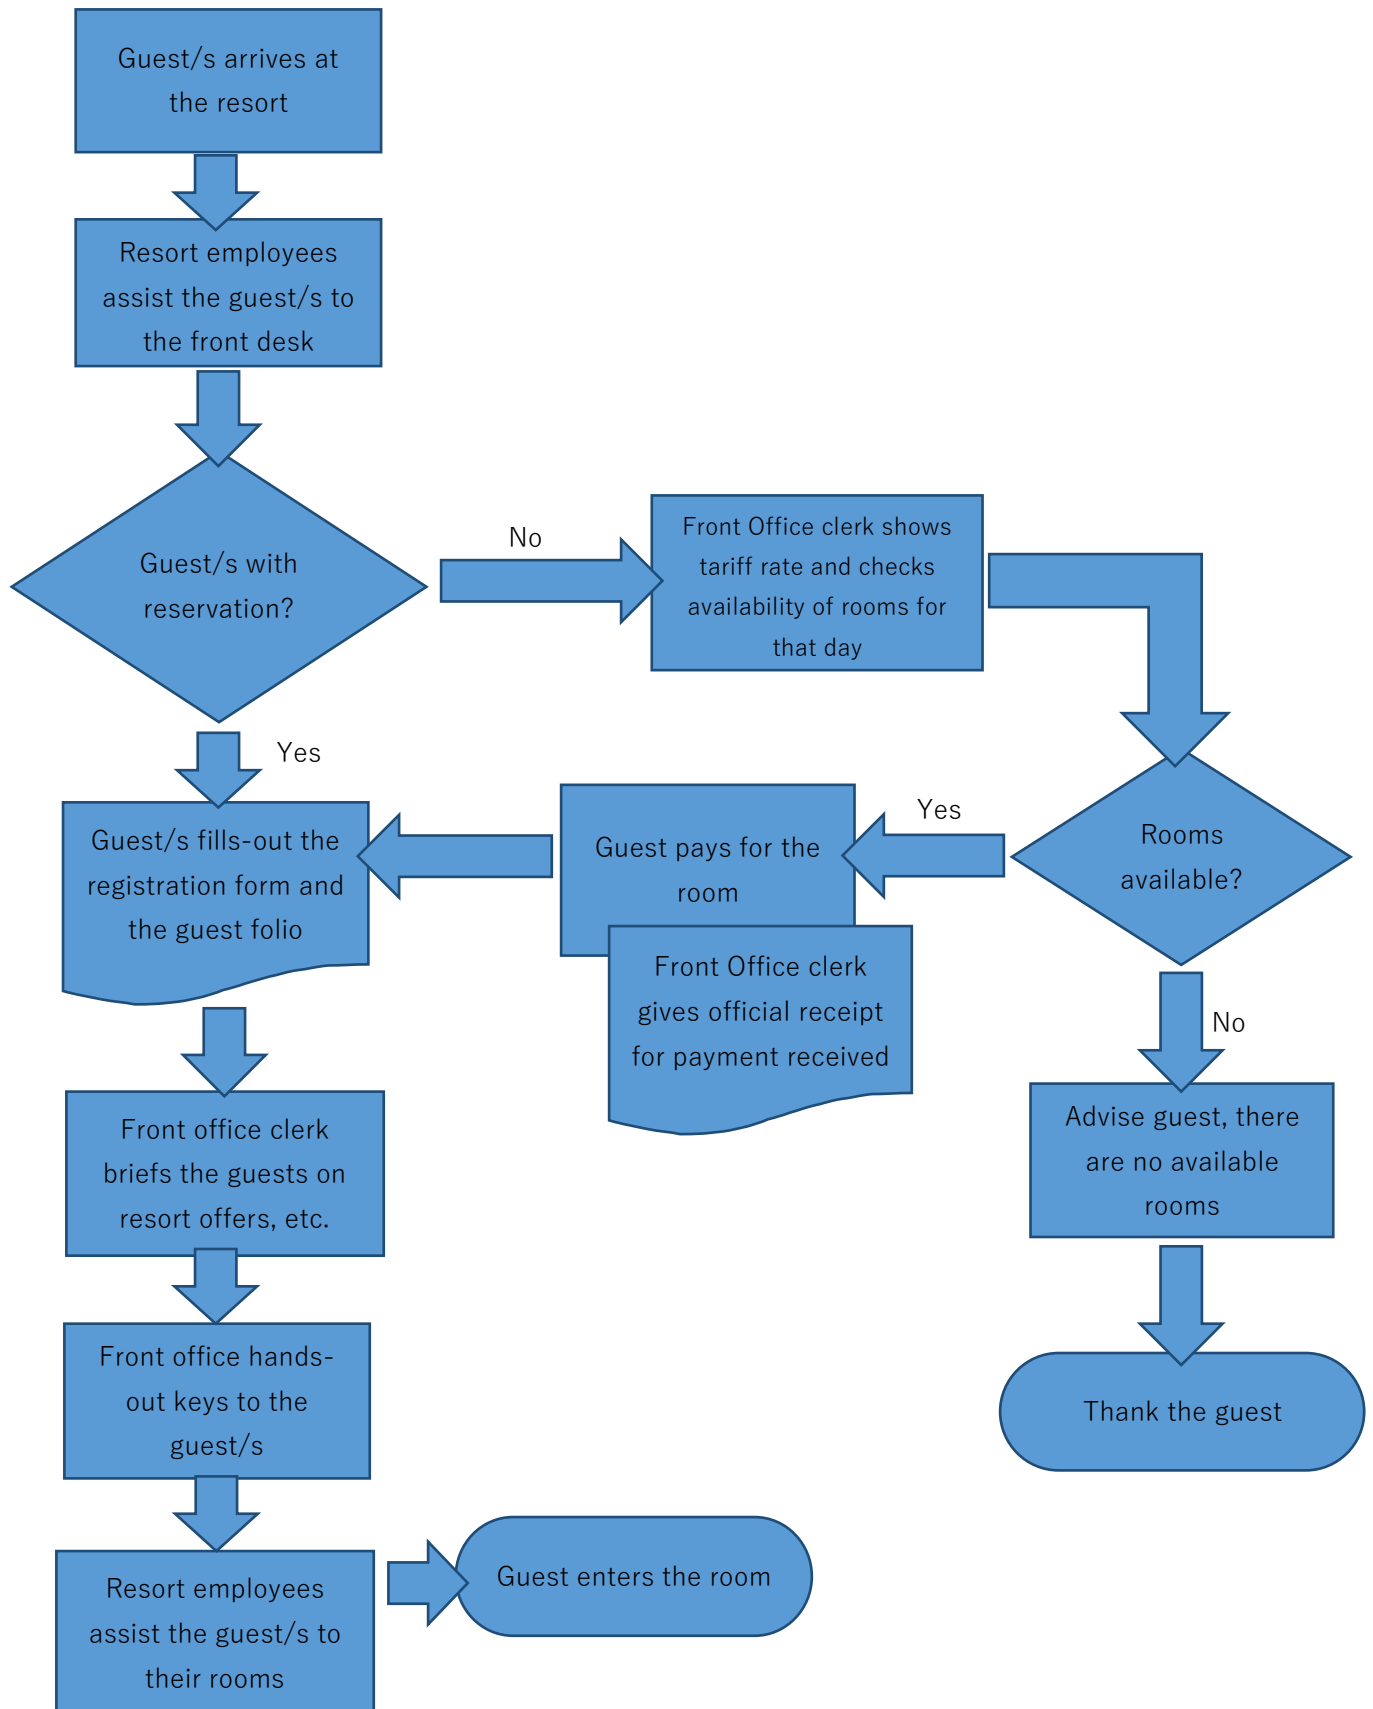 Guest/s arrives at
the resort
Resort employees
assist the guest/s to
the front desk
Guest/s with
reservation?
No
Front Office clerk shows
tariff rate and checks
availability of rooms for
that day
Yes
Guest/s fills-out the
registration form and
the guest folio
Guest pays for the
room
Yes
Rooms
available?
Front Office clerk
gives official receipt
for payment received
No
Advise guest, there
are no available
rooms
Thank the guest
Front office clerk
briefs the guests on
resort offers, etc.
Front office hands-
out keys to the
guest/s
Resort employees
assist the guest/s to
their rooms
Guest enters the room